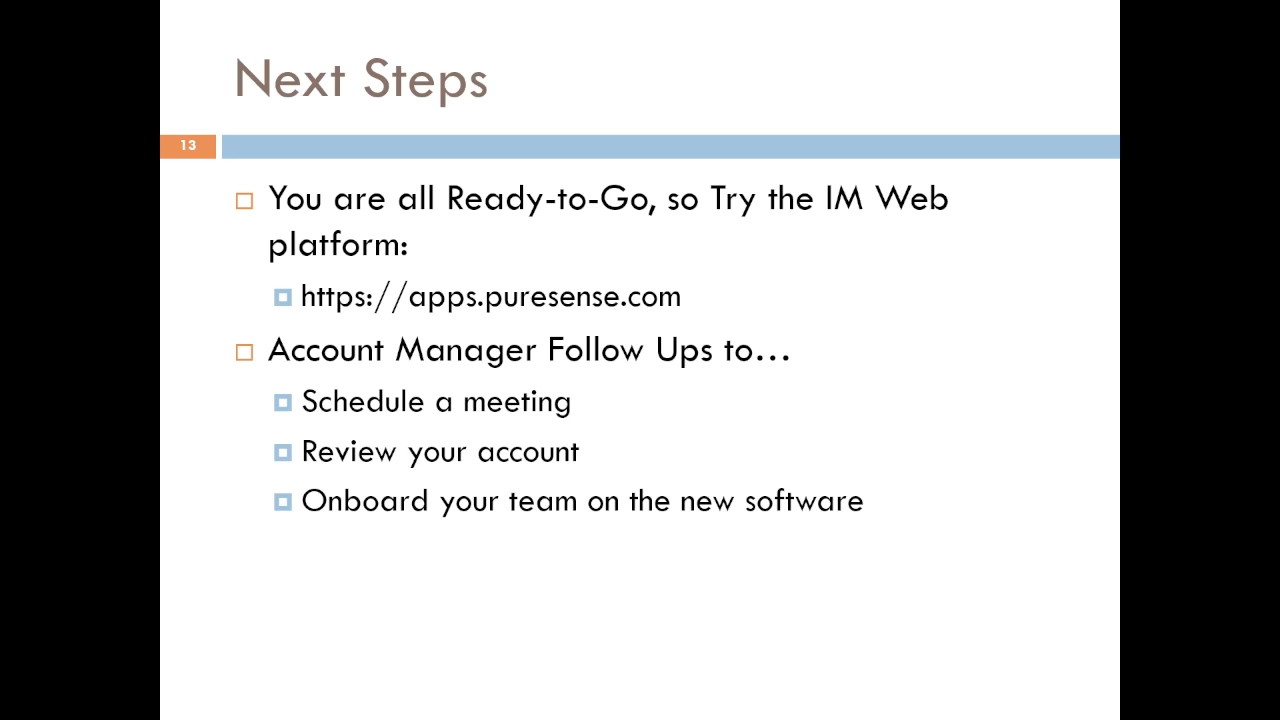 Next Steps
13
You are all Ready-to-Go, so Try the IM Web
platform:
https://apps.puresense.com
Account Manager Follow Ups to...
Schedule a meeting
Review your account
Onboard your team on the new software